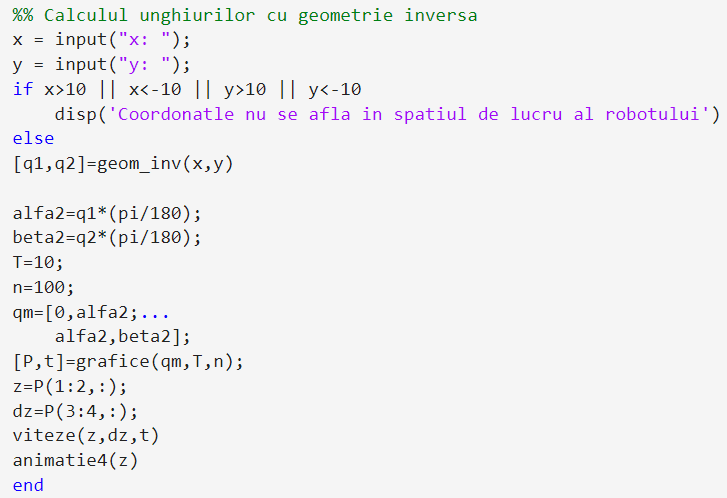 %% Calculul unghiurilor cu geometrie inversa
x = input("x: ");
y = input("y: ");
if x>10 || x<-10 || y>10 || y<-10
    disp('Coordonatle nu se afla in spatiul de lucru al robotului')
else
[q1,q2]=geom_inv(x,y)

alfa2=q1*(pi/180);
beta2=q2*(pi/180);
T=10;
n=100;
qm=[0,alfa2;...
    alfa2,beta2];
[P,t]=grafice(qm,T,n);
z=P(1:2,:);
dz=P(3:4,:);
viteze(z,dz,t)
animatie4(z)
end